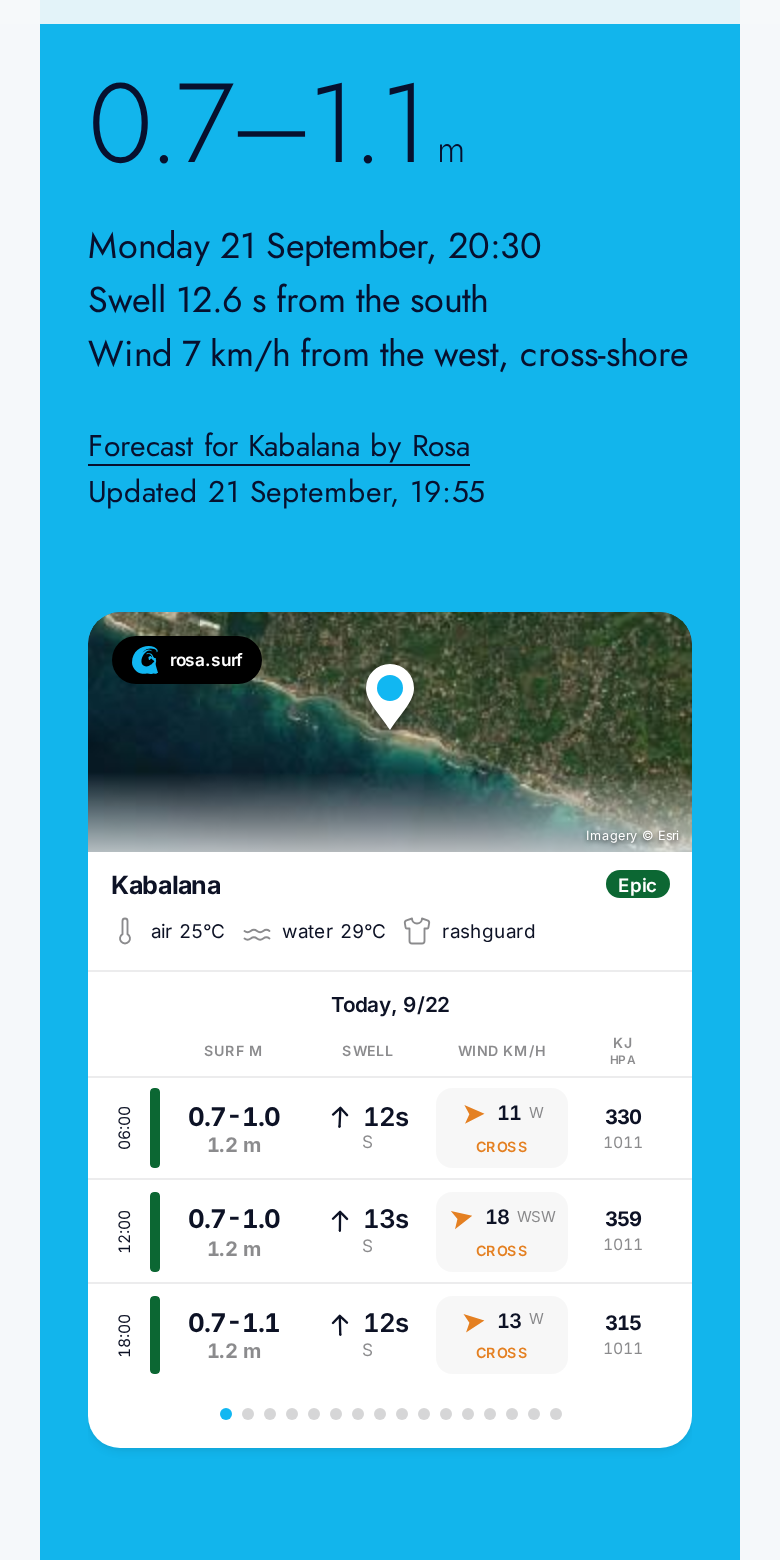 0.7–1.1 m
Monday 21 September, 20:30
Swell 12.6 s from the south
Wind 7 km/h from the west, cross-shore
Forecast for Kabalana by Rosa
Updated 21 September, 19:55
rosa.surf
Imagery © Esri
Kabalana Epic
air 25°C water 29°C rashguard
Today, 9/22
SURF M SWELL WIND KM/H KJ
HPA
06:00 0.7-1.0 12s 11 W 330
1.2 m S CROSS 1011
12:00 0.7-1.0 13s 18 WSW 359
1.2 m S CROSS 1011
18:00 0.7-1.1 12s 13 W 315
1.2 m S CROSS 1011